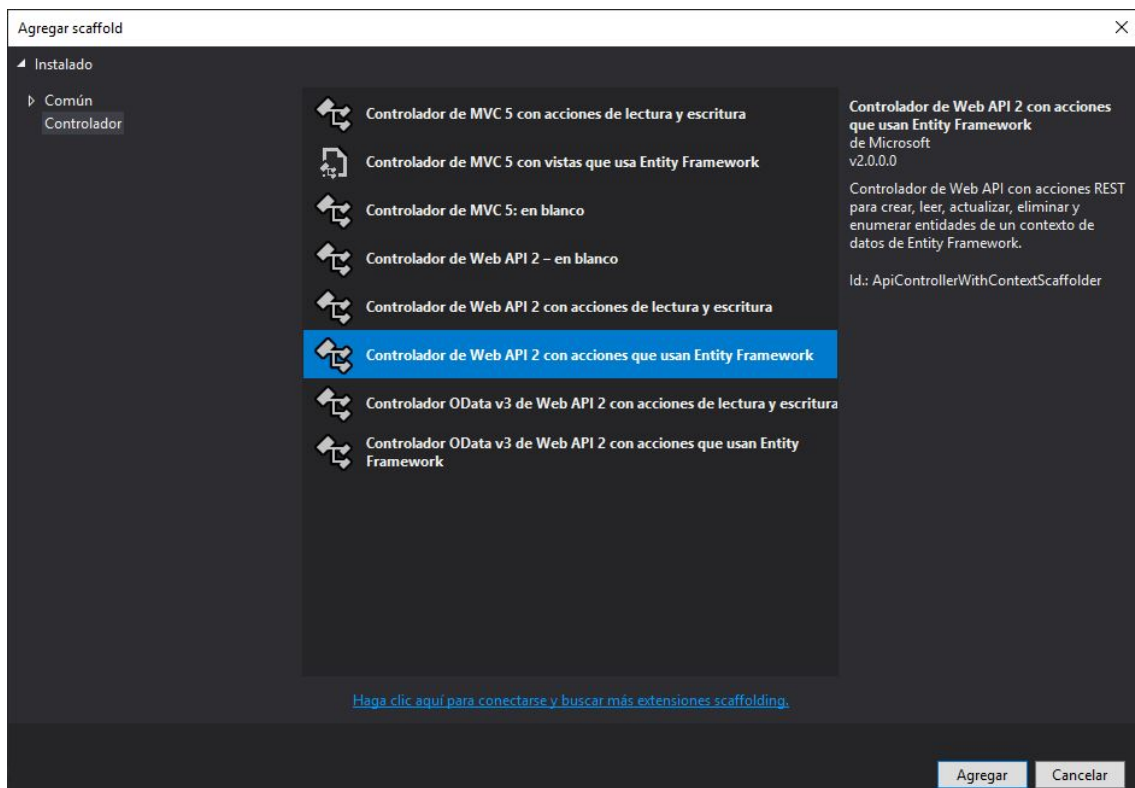 Agregar scaffold
Instalado
Común
Controlador
Controlador de MVC 5 con acciones de lectura y escritura
Controlador de MVC 5 con vistas que usa Entity Framework
Controlador de MVC 5: en blanco
Controlador de Web API 2 – en blanco
Controlador de Web API 2 con acciones de lectura y escritura
Controlador de Web API 2 con acciones que usan Entity Framework
Controlador OData v3 de Web API 2 con acciones de lectura y escritura
Controlador OData v3 de Web API 2 con acciones que usan Entity
Framework
Controlador de Web API 2 con acciones
que usan Entity Framework
de Microsoft
v2.0.0.0
Controlador de Web API con acciones REST
para crear, leer, actualizar, eliminar y
enumerar entidades de un contexto de
datos de Entity Framework.
Id.: ApiControllerWithContextScaffolder
Haga clic aquí para conectarse y buscar más extensiones scaffolding.
Agregar
Cancelar